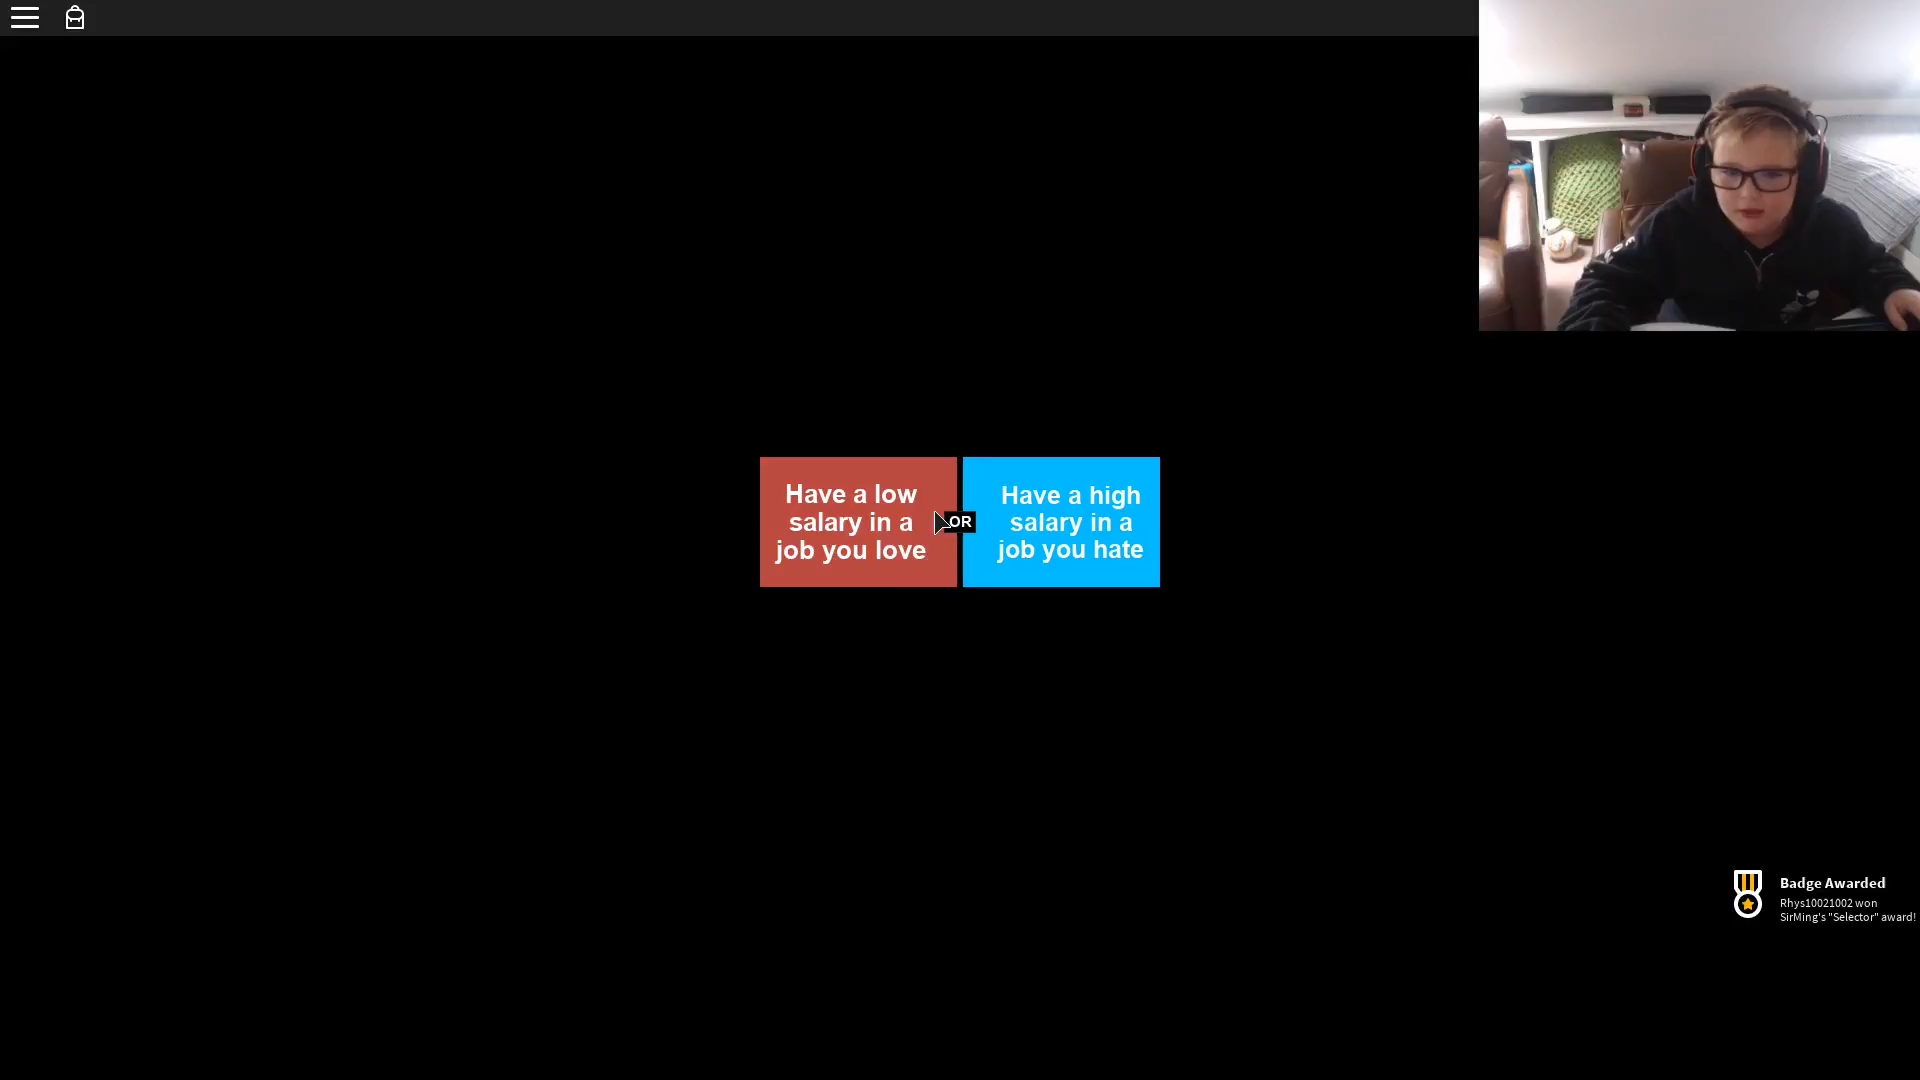 Have a low
salary in a
job you love
OR
Have a high
salary in a
job you hate
Badge Awarded
Rhys10021002 won
SirMing's "Selector" award!